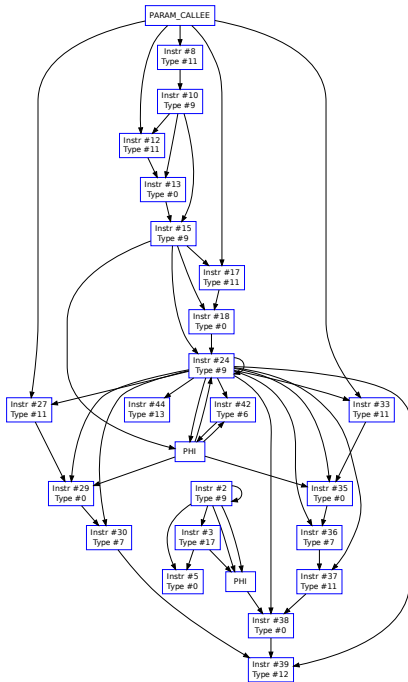 PARAM_CALLEE
Instr #8
Type #11
Instr #10
Type #9
Instr #12
Type #11
Instr #13
Type #0
Instr #15
Type #9
Instr #17
Type #11
Instr #18
Type #0
Instr #24
Type #9
Instr #27
Type #11
Instr #44
Type #13
Instr #42
Type #6
Instr #33
Type #11
PHI
Instr #29
Type #0
Instr #2
Type #9
Instr #35
Type #0
Instr #30
Type #7
Instr #3
Type #17
Instr #36
Type #7
Instr #5
Type #0
PHI
Instr #37
Type #11
Instr #38
Type #0
Instr #39
Type #12